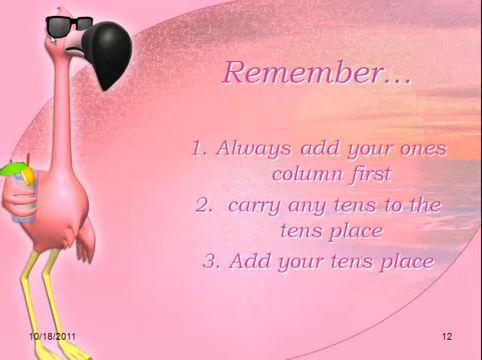 Remember...
1. Always add your ones
column first
2. carry any tens to the
tens place
3. Add your tens place
10/18/2011
12